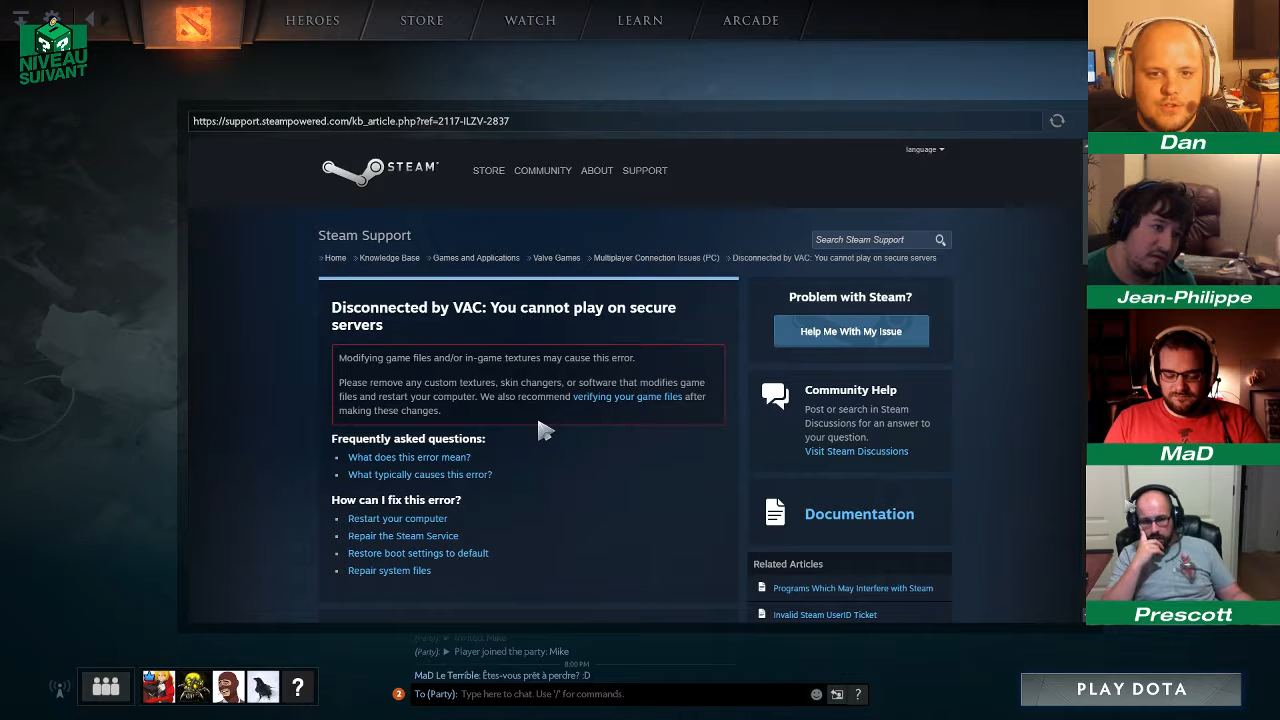 NIVEAU
SUIVANT
HEROES
STORE
WATCH
LEARN
ARCADE
https://support.steampowered.com/kb_article.php?ref=2117-ILZV-2837
language
STEAM™
STORE
COMMUNITY
ABOUT
SUPPORT
Steam Support
Search Steam Support
Home
Knowledge Base
Games and Applications
Valve Games
Multiplayer Connection Issues (PC)
Disconnected by VAC: You cannot play on secure servers
Disconnected by VAC: You cannot play on secure
servers
Modifying game files and/or in-game textures may cause this error.
Please remove any custom textures, skin changers, or software that modifies game
files and restart your computer. We also recommend verifying your game files after
making these changes.
Frequently asked questions:
What does this error mean?
What typically causes this error?
How can I fix this error?
Restart your computer
Repair the Steam Service
Restore boot settings to default
Repair system files
Problem with Steam?
Help Me With My Issue
Community Help
Post or search in Steam
Discussions for an answer to
your question.
Visit Steam Discussions
Documentation
Related Articles
Programs Which May Interfere with Steam
Invalid Steam UserID Ticket
Dan
Jean-Philippe
MaD
Prescott
(Party): Invited: Mike
(Party): Player joined the party: Mike
8:00 PM
MaD Le Terrible: Êtes-vous prêt à perdre? :D
2
To (Party): Type here to chat. Use '/' for commands.
?
?
PLAY DOTA